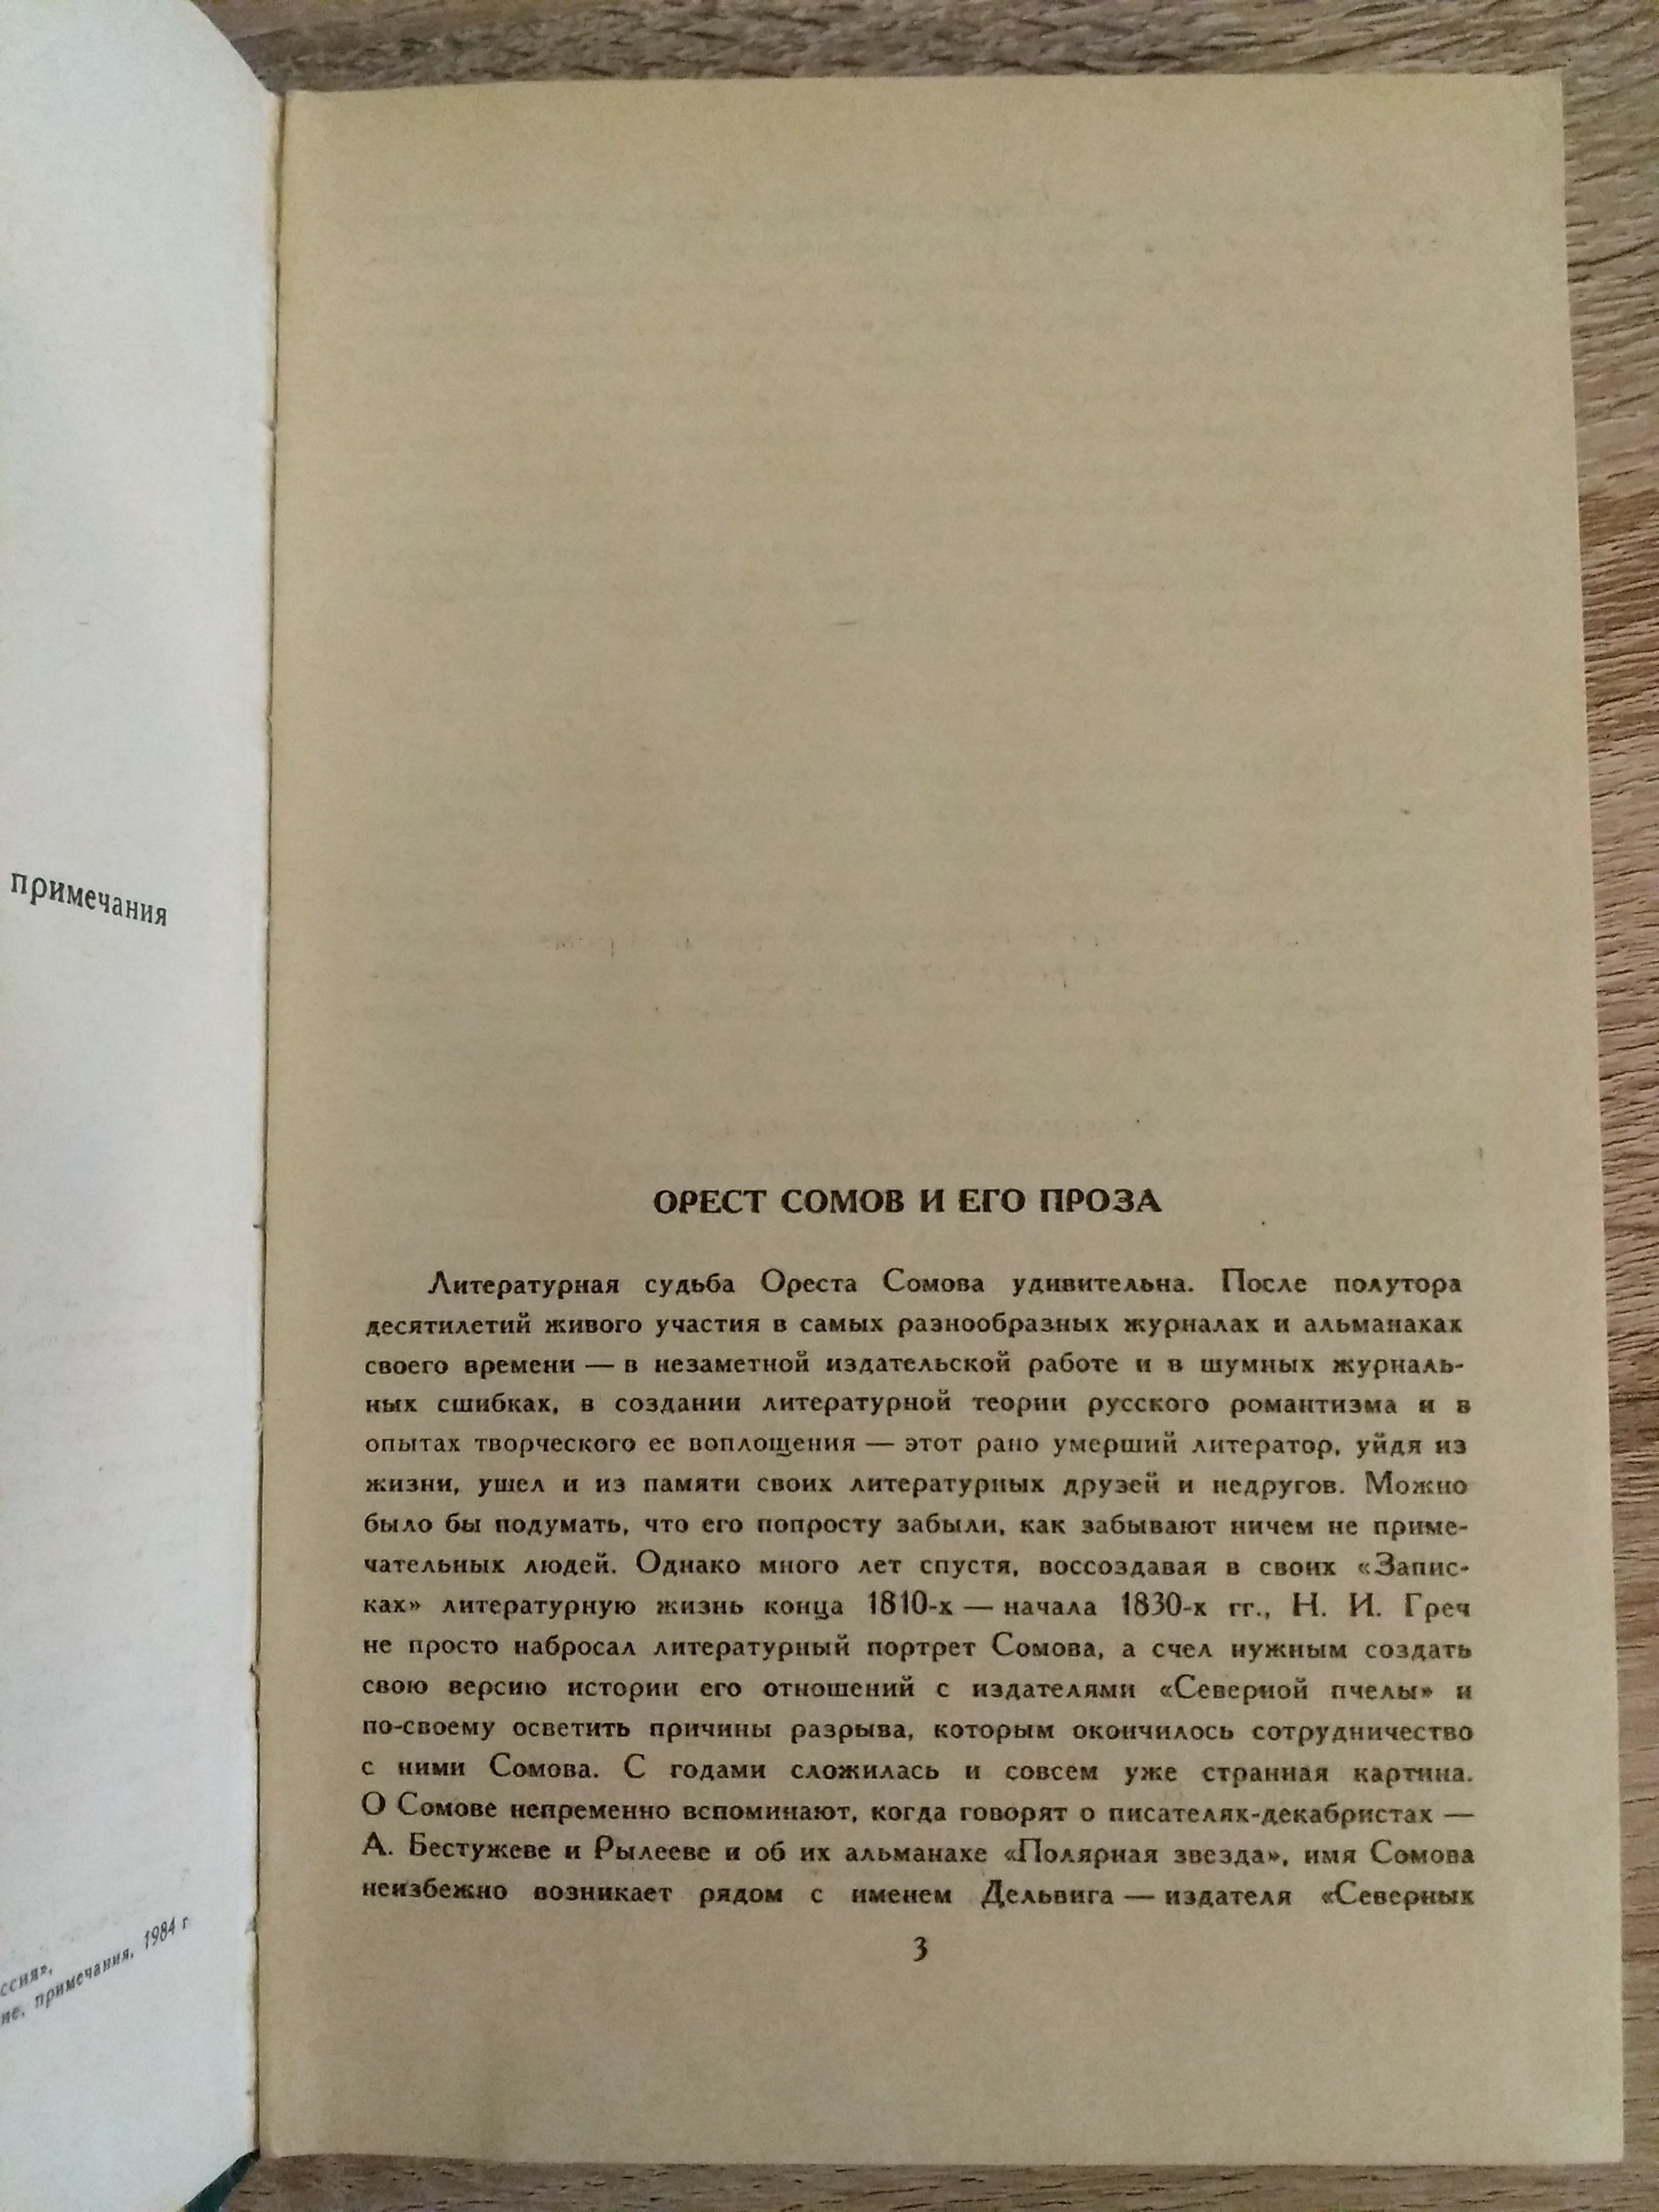 примечания
ссия»,
ие, примечания, 1984 г
ОРЕСТ СОМОВ И ЕГО ПРОЗА
Литературная судьба Ореста Сомова удивительна. После полутора
десятилетий живого участия в самых разнообразных журналах и альманахах
своего времени — в незаметной издательской работе и в шумных журналь-
ных сшибках, в создании литературной теории русского романтизма и в
опытах творческого ее воплощения — этот рано умерший литератор, уйдя из
жизни, ушел и из памяти своих литературных друзей и недругов. Можно
было бы подумать, что его попросту забыли, как забывают ничем не приме-
чательных людей. Однако много лет спустя, воссоздавая в своих «Запис-
ках» литературную жизнь конца 1810-х — начала 1830-х гг., Н. И. Греч
не просто набросал литературный портрет Сомова, а счел нужным создать
свою версию истории его отношений с издателями «Северной пчелы» и
по-своему осветить причины разрыва, которым окончилось сотрудничество
с ними Сомова. С годами сложилась и совсем уже странная картина.
О Сомове непременно вспоминают, когда говорят о писателях-декабристах —
А. Бестужеве и Рылееве и об их альманахе «Полярная звезда», имя Сомова
неизбежно возникает рядом с именем Дельвига — издателя «Северных
3